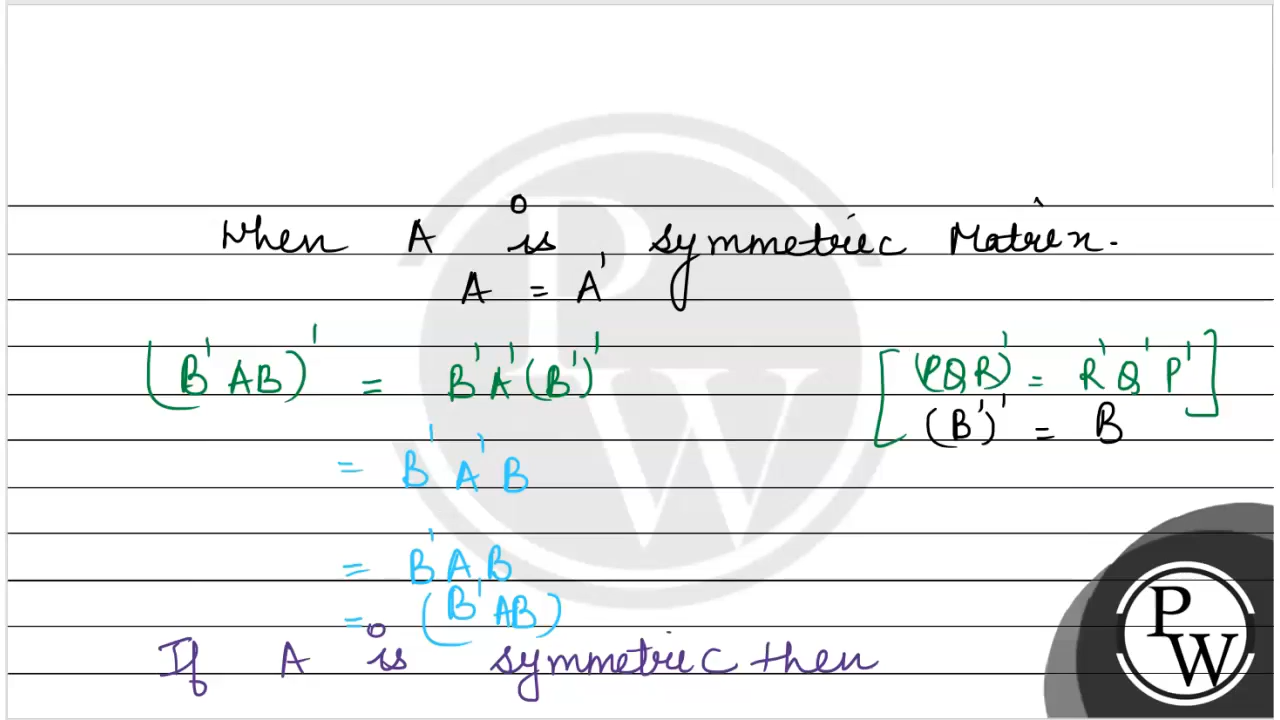 When A is symmetric Matrix.
A = A'
(B'AB)' = B'A'(B')' [(PQR)' = R'Q'P'
(B')' = B]
= B'A'B
= B'AB
= (B'AB)
If A is symmetric then
P
W